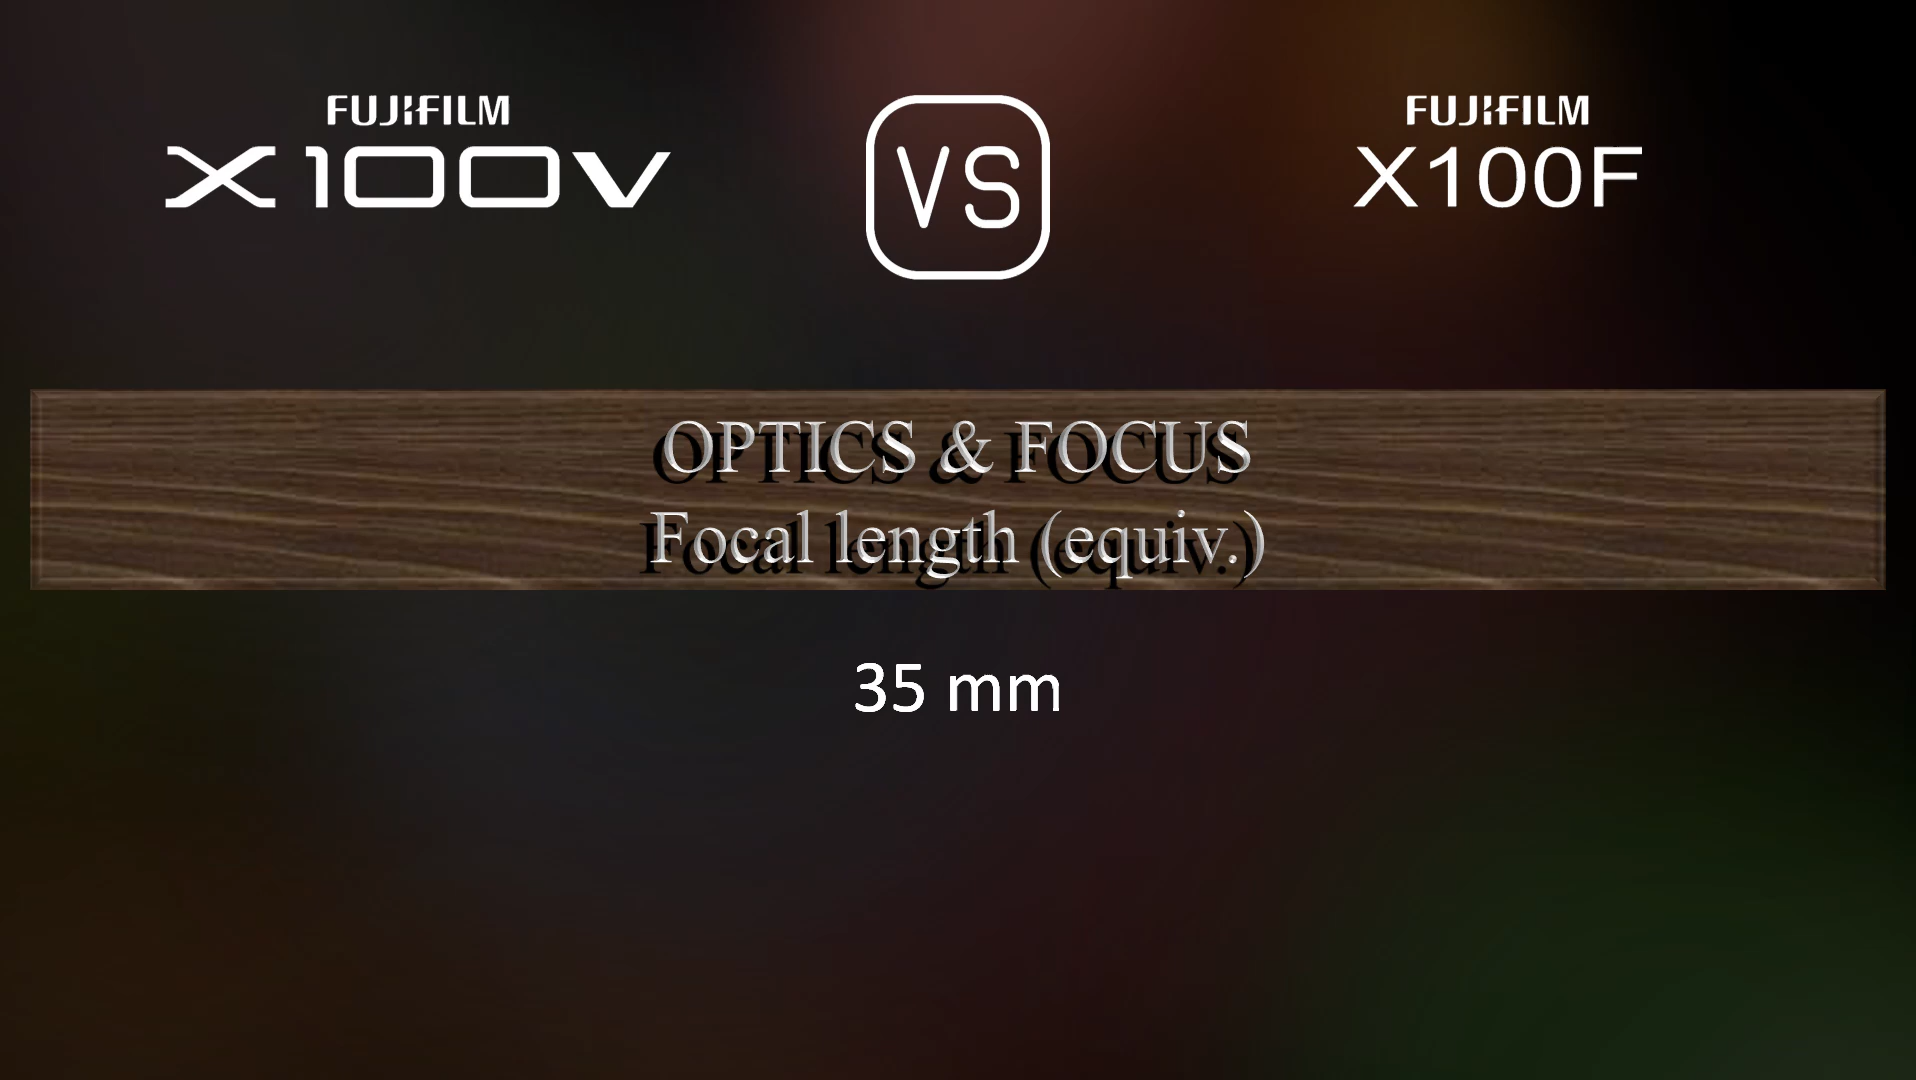 FUJIFILM
X100V
VS
FUJIFILM
X100F
OPTICS & FOCUS
Focal length (equiv.)
35 mm